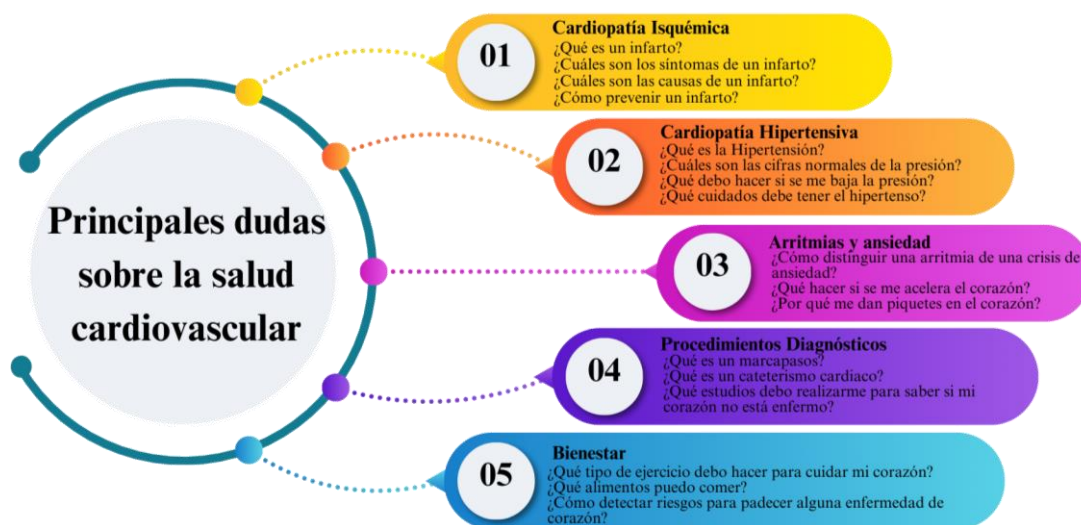 Principales dudas
sobre la salud
cardiovascular
01
Cardiopatía Isquémica
¿Qué es un infarto?
¿Cuáles son los síntomas de un infarto?
¿Cuáles son las causas de un infarto?
¿Cómo prevenir un infarto?
02
Cardiopatía Hipertensiva
¿Qué es la Hipertensión?
¿Cuáles son las cifras normales de la presión?
¿Qué debo hacer si se me baja la presión?
¿Qué cuidados debe tener el hipertenso?
03
Arritmias y ansiedad
¿Cómo distinguir una arritmia de una crisis de
ansiedad?
¿Qué hacer si se me acelera el corazón?
¿Por qué me dan piquetes en el corazón?
04
Procedimientos Diagnósticos
¿Qué es un marcapasos?
¿Qué es un cateterismo cardiaco?
¿Qué estudios debo realizarme para saber si mi
corazón no está enfermo?
05
Bienestar
¿Qué tipo de ejercicio debo hacer para cuidar mi corazón?
¿Qué alimentos puedo comer?
¿Cómo detectar riesgos para padecer alguna enfermedad de
corazón?